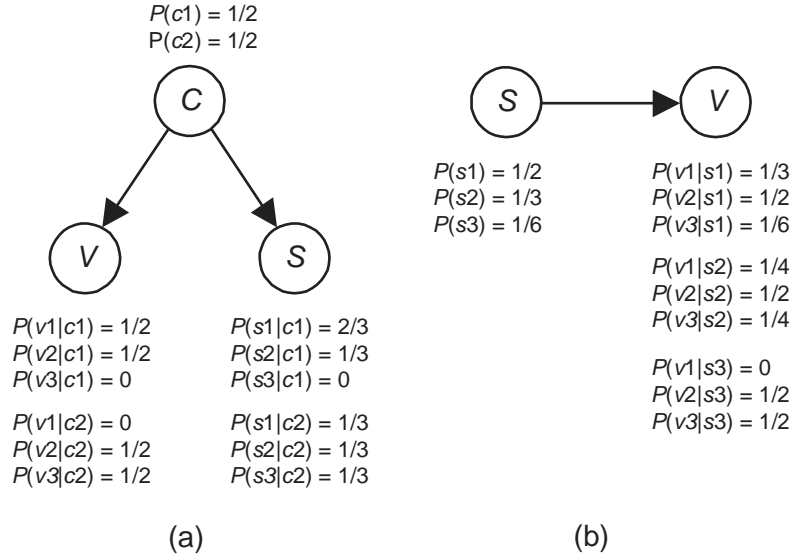 P(c1) = 1/2
P(c2) = 1/2
C
V
S
P(v1|c1) = 1/2
P(v2|c1) = 1/2
P(v3|c1) = 0
P(v1|c2) = 0
P(v2|c2) = 1/2
P(v3|c2) = 1/2
P(s1|c1) = 2/3
P(s2|c1) = 1/3
P(s3|c1) = 0
P(s1|c2) = 1/3
P(s2|c2) = 1/3
P(s3|c2) = 1/3
(a)
S
V
P(s1) = 1/2
P(s2) = 1/3
P(s3) = 1/6
P(v1|s1) = 1/3
P(v2|s1) = 1/2
P(v3|s1) = 1/6
P(v1|s2) = 1/4
P(v2|s2) = 1/2
P(v3|s2) = 1/4
P(v1|s3) = 0
P(v2|s3) = 1/2
P(v3|s3) = 1/2
(b)